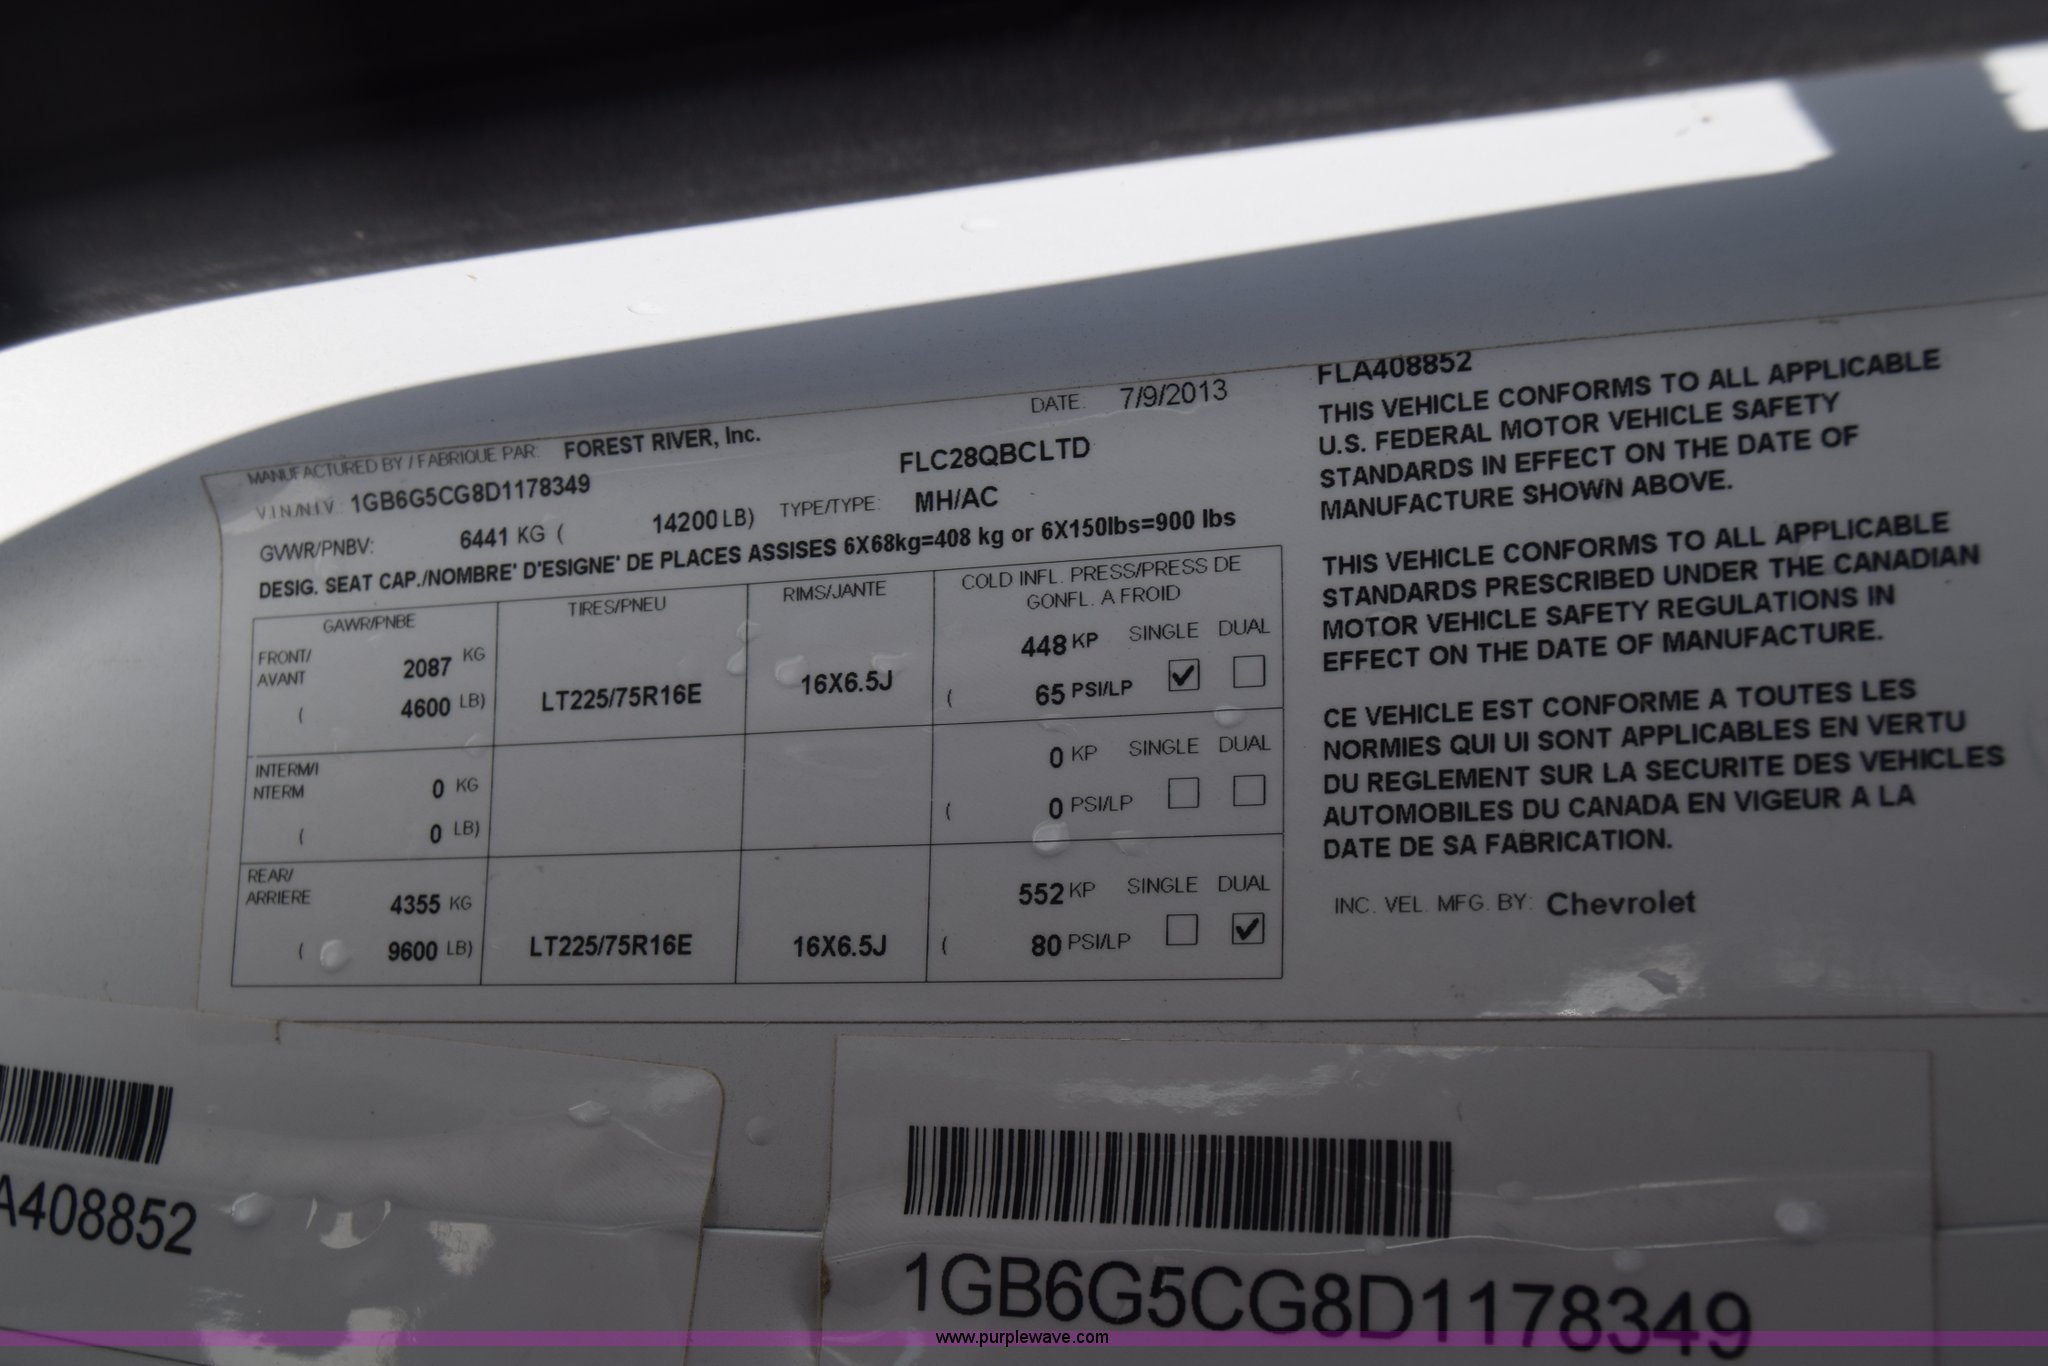 MANUFACTURED BY / FABRIQUE PAR: FOREST RIVER, Inc. DATE: 7/9/2013
V.I.N./N.I.V.: 1GB6G5CG8D1178349 FLC28QBCLTD
GVWR/PNBV: 6441 KG ( 14200 LB) TYPE/TYPE: MH/AC
DESIG. SEAT CAP./NOMBRE' D'ESIGNE' DE PLACES ASSISES 6X68kg=408 kg or 6X150lbs=900 lbs
GAWR/PNBE TIRES/PNEU RIMS/JANTE COLD INFL. PRESS/PRESS DE
GONFL. A FROID
FRONT/
AVANT 2087 KG 448 KP SINGLE DUAL
( 4600 LB) LT225/75R16E 16X6.5J ( 65 PSI/LP ✓
INTERM/I
NTERM 0 KG 0 KP SINGLE DUAL
( 0 LB) ( 0 PSI/LP
REAR/
ARRIERE 4355 KG 552 KP SINGLE DUAL
( 9600 LB) LT225/75R16E 16X6.5J ( 80 PSI/LP ✓
FLA408852
THIS VEHICLE CONFORMS TO ALL APPLICABLE
U.S. FEDERAL MOTOR VEHICLE SAFETY
STANDARDS IN EFFECT ON THE DATE OF
MANUFACTURE SHOWN ABOVE.
THIS VEHICLE CONFORMS TO ALL APPLICABLE
STANDARDS PRESCRIBED UNDER THE CANADIAN
MOTOR VEHICLE SAFETY REGULATIONS IN
EFFECT ON THE DATE OF MANUFACTURE.
CE VEHICLE EST CONFORME A TOUTES LES
NORMIES QUI UI SONT APPLICABLES EN VERTU
DU REGLEMENT SUR LA SECURITE DES VEHICLES
AUTOMOBILES DU CANADA EN VIGEUR A LA
DATE DE SA FABRICATION.
INC. VEL. MFG. BY: Chevrolet
A408852
1GB6G5CG8D1178349
www.purplewave.com